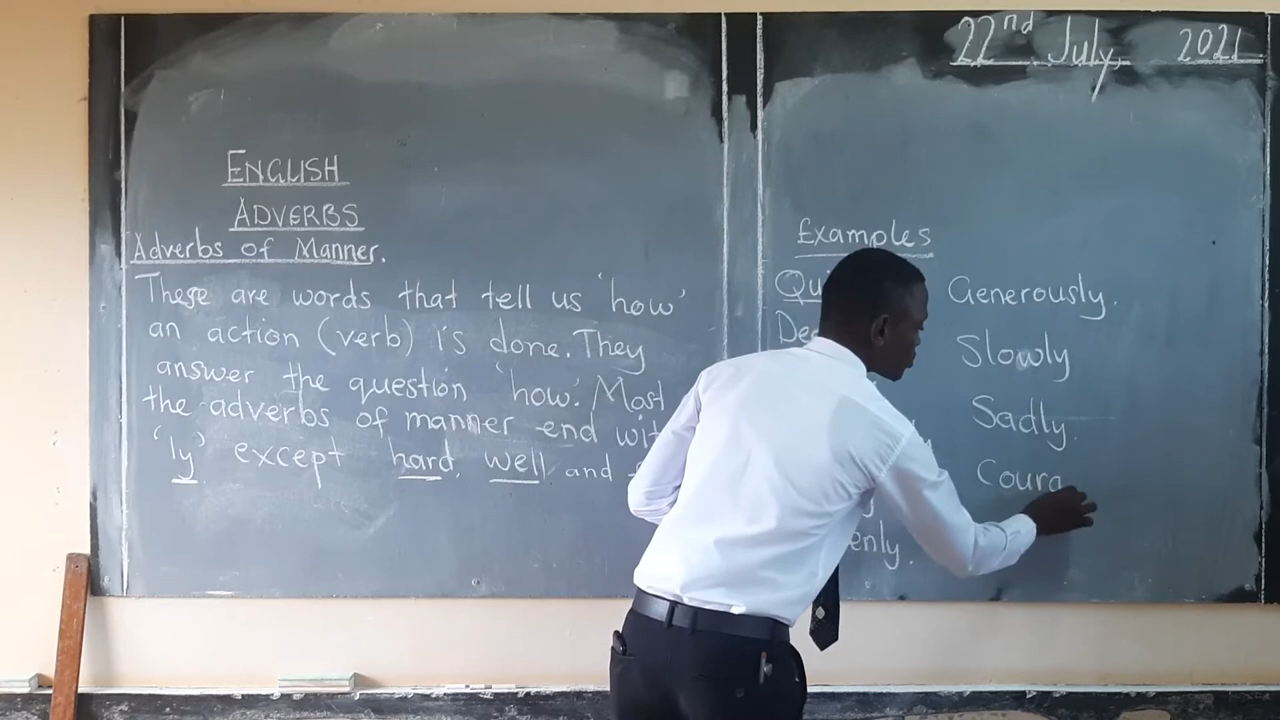 22nd July, 2021
ENGLISH
ADVERBS
Adverbs of Manner.
These are words that tell us 'how'
an action (verb) is done. They
answer the question 'how'. Most
the adverbs of manner end
'ly' except hard, well and
Examples
Generously.
Slowly
Sadly.
Coura